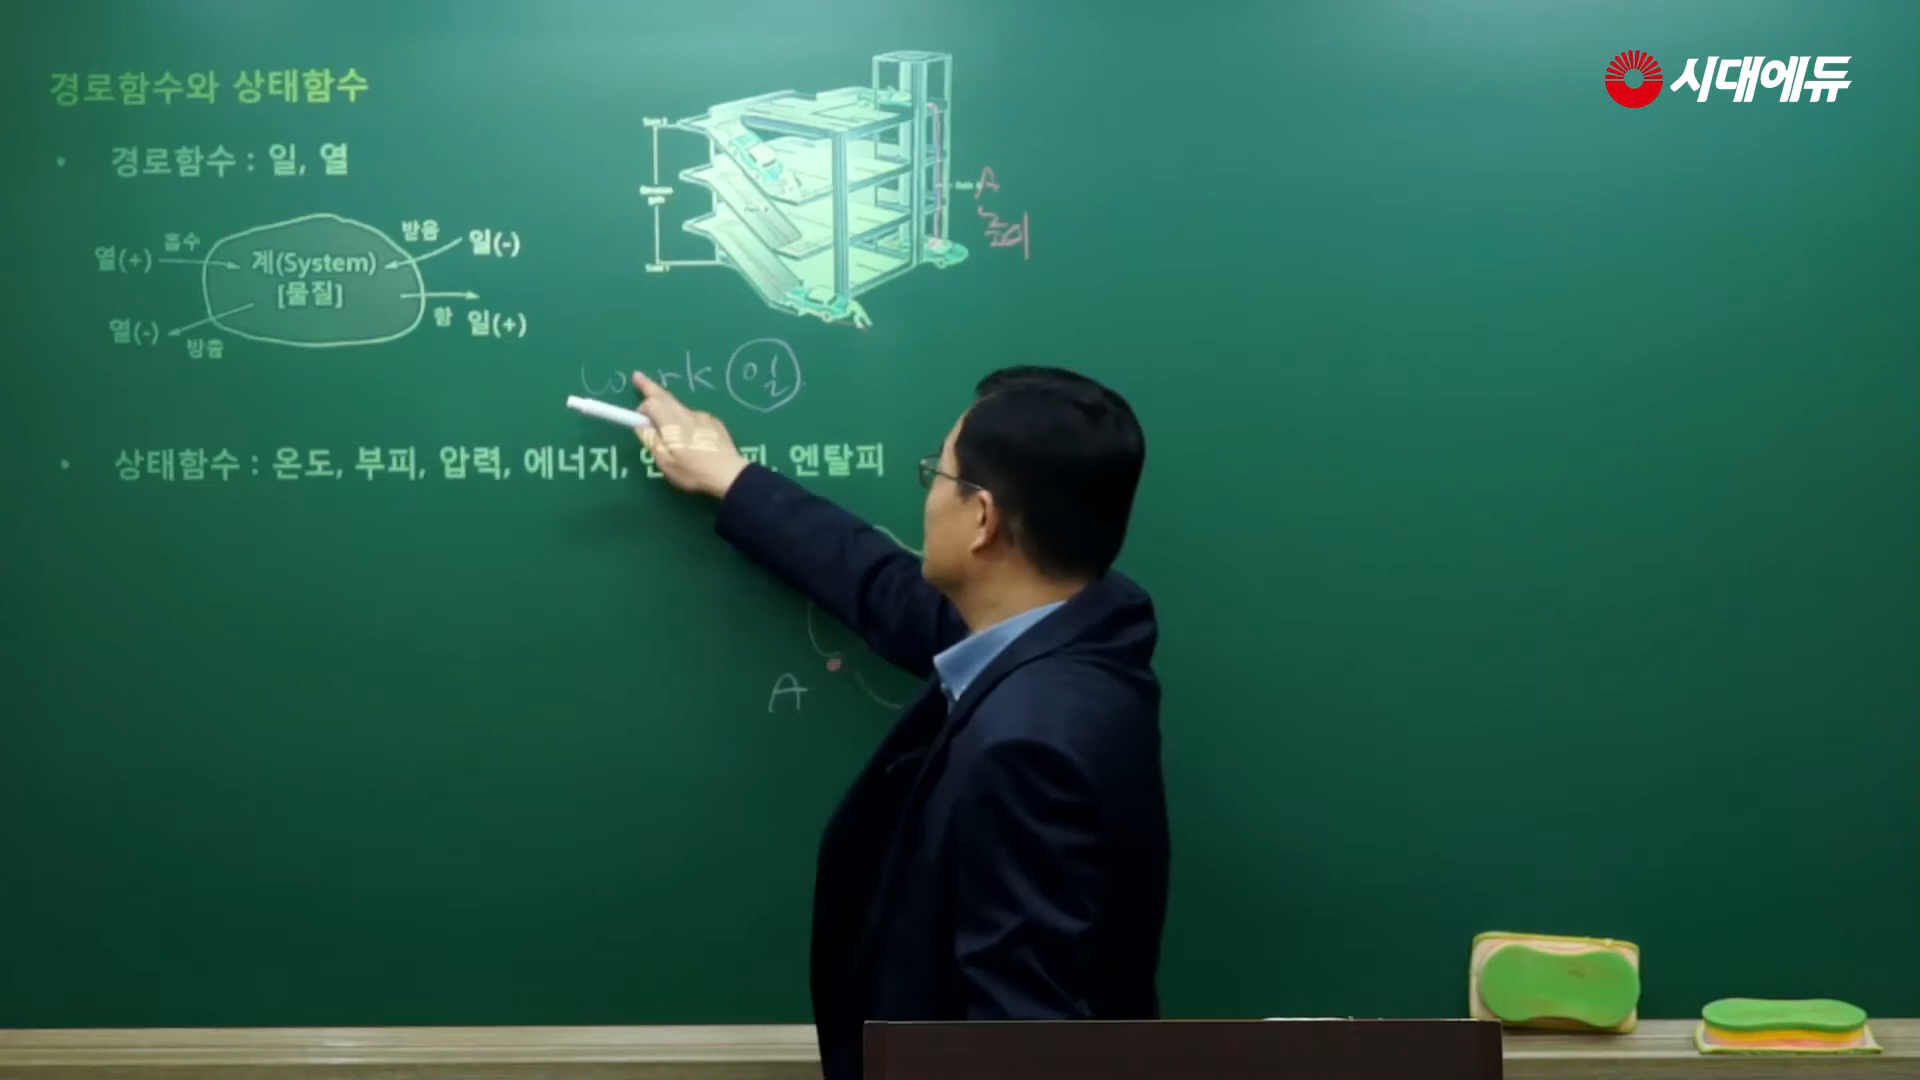 시대에듀
경로함수와 상태함수
• 경로함수 : 일, 열
열(+) 흡수
계(System)
[물질]
받음 일(-)
열(-) 방출
함 일(+)
A
높이
work 일
• 상태함수 : 온도, 부피, 압력, 에너지, 엔트로피, 엔탈피
A